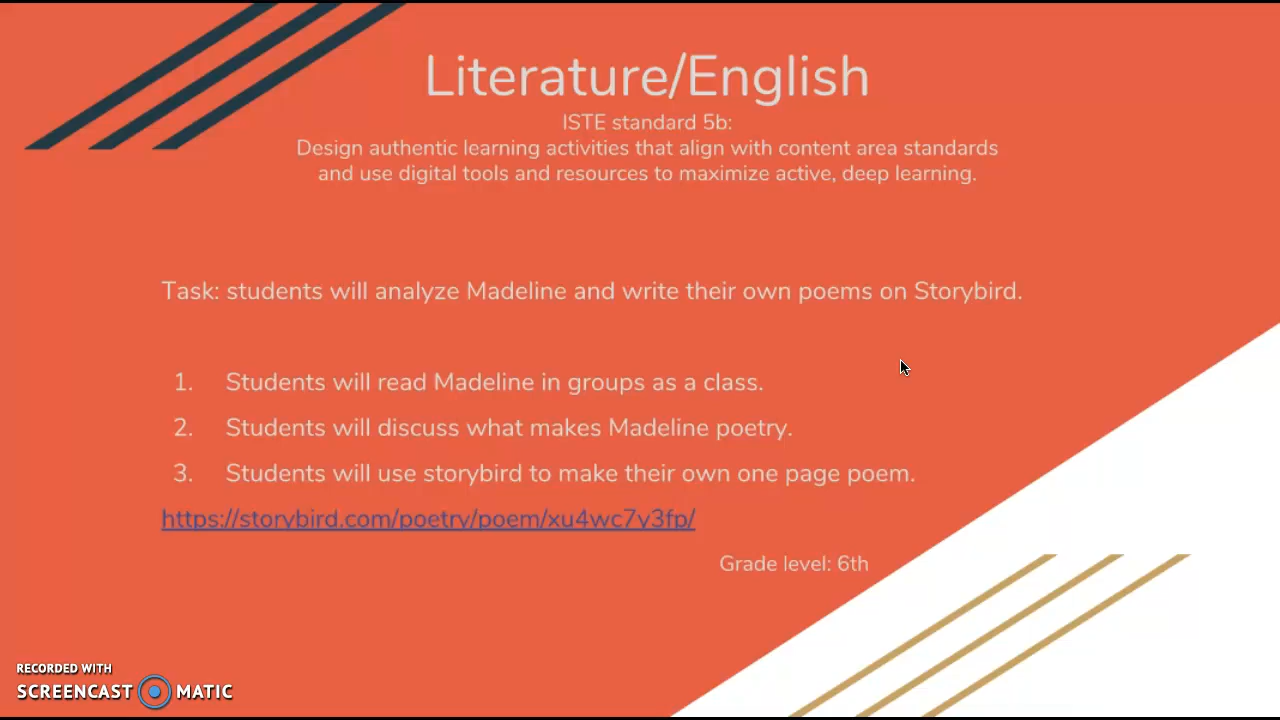 Literature/English
ISTE standard 5b:
Design authentic learning activities that align with content area standards
and use digital tools and resources to maximize active, deep learning.
Task: students will analyze Madeline and write their own poems on Storybird.
1. Students will read Madeline in groups as a class.
2. Students will discuss what makes Madeline poetry.
3. Students will use storybird to make their own one page poem.
https://storybird.com/poetry/poem/xu4wc7y3fp/
Grade level: 6th
RECORDED WITH
SCREENCAST MATIC